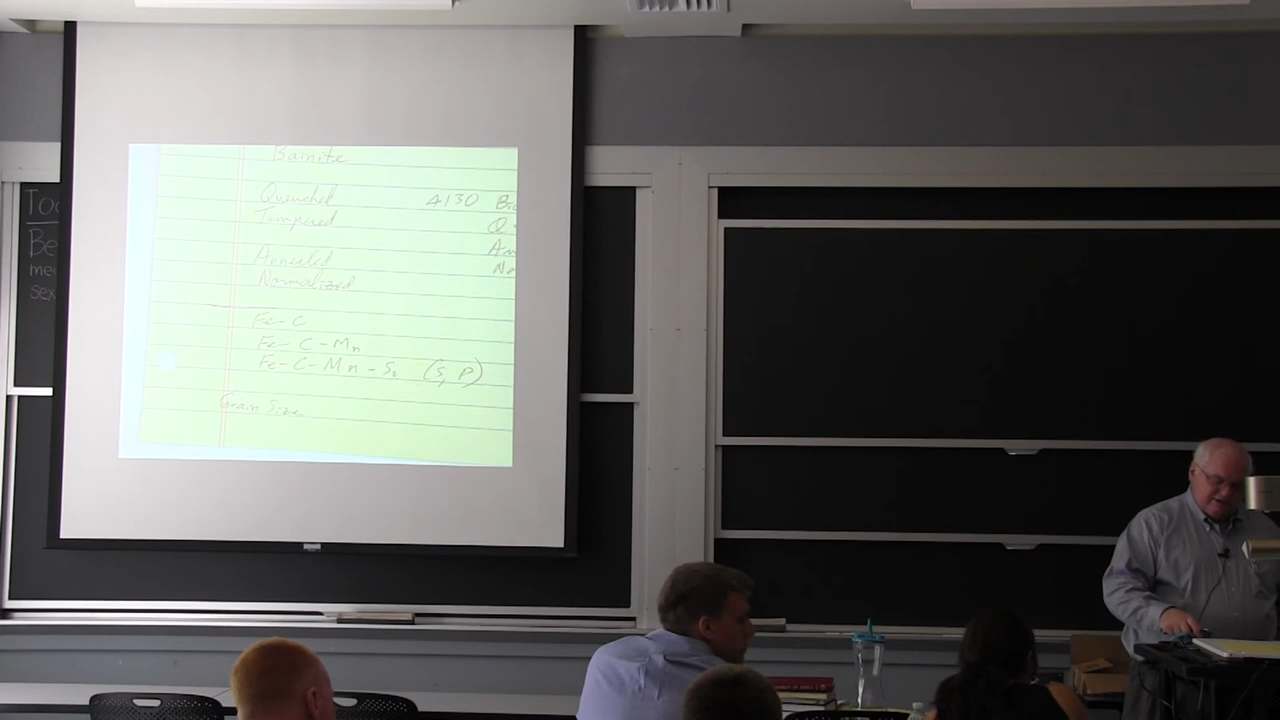 Bainite
Quenched 4130
Tempered
Annealed
Normalized
Fe-C
Fe-C-Mn
Fe-C-Mn-Si (S, P)
Grain Size